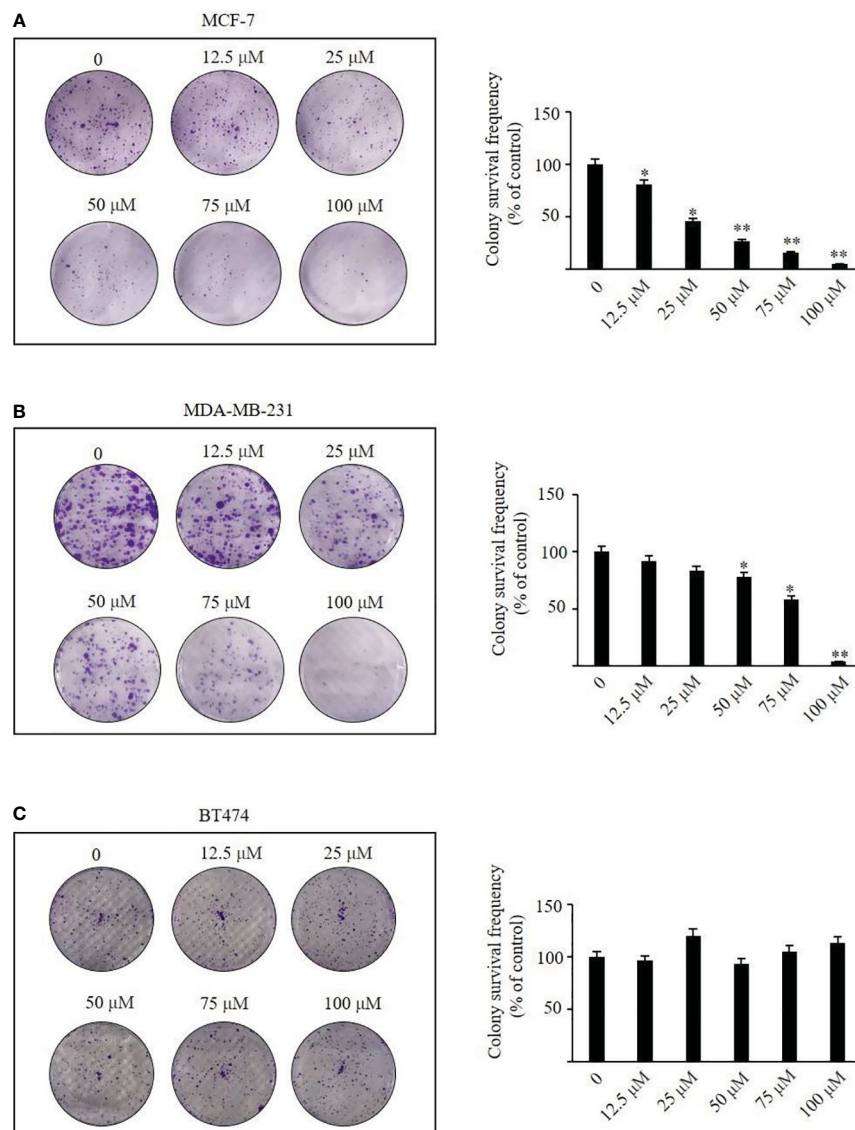 A
MCF-7
0 12.5 μM 25 μM
50 μM 75 μM 100 μM
Colony survival frequency
(% of control)
150
100
50
* * ** ** **
0 12.5 μM 25 μM 50 μM 75 μM 100 μM
B
MDA-MB-231
0 12.5 μM 25 μM
50 μM 75 μM 100 μM
Colony survival frequency
(% of control)
150
100
50
* * **
0 12.5 μM 25 μM 50 μM 75 μM 100 μM
C
BT474
0 12.5 μM 25 μM
50 μM 75 μM 100 μM
Colony survival frequency
(% of control)
150
100
50
0 12.5 μM 25 μM 50 μM 75 μM 100 μM